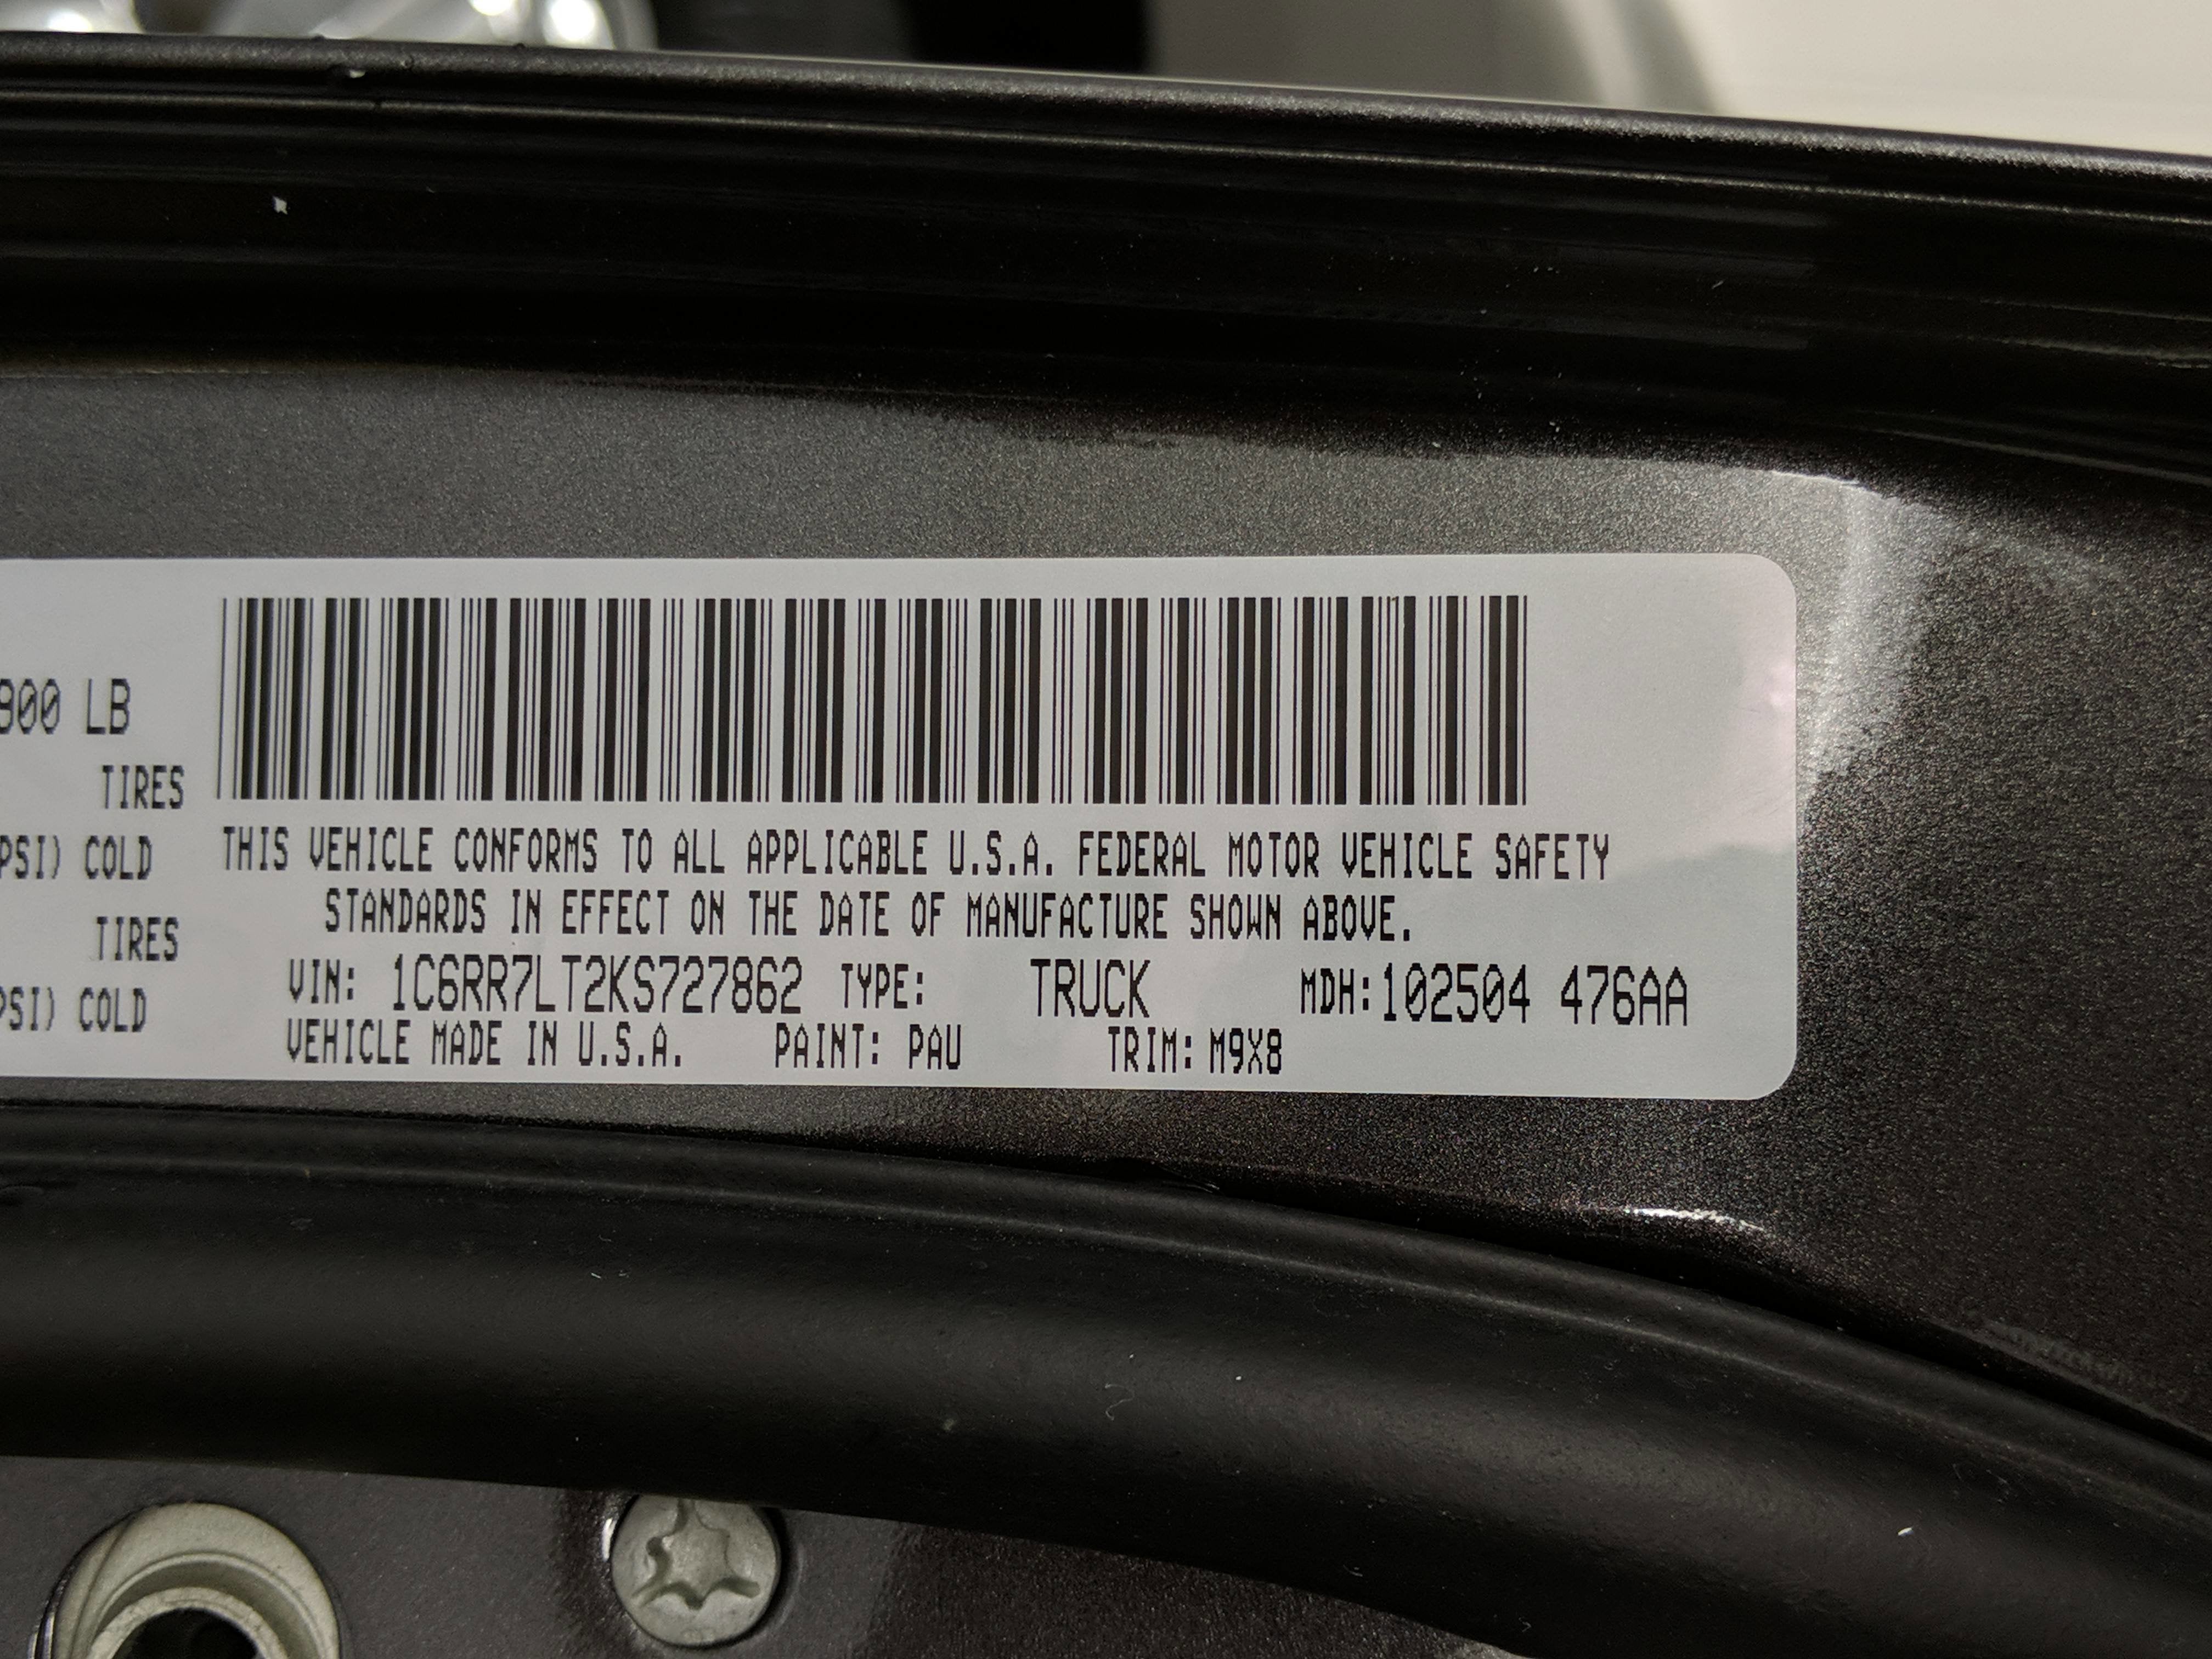 900 LB
TIRES
PSI) COLD
TIRES
PSI) COLD
THIS VEHICLE CONFORMS TO ALL APPLICABLE U.S.A. FEDERAL MOTOR VEHICLE SAFETY
STANDARDS IN EFFECT ON THE DATE OF MANUFACTURE SHOWN ABOVE.
VIN: 1C6RR7LT2KS727862 TYPE: TRUCK MDH:102504 476AA
VEHICLE MADE IN U.S.A. PAINT: PAU TRIM: M9X8